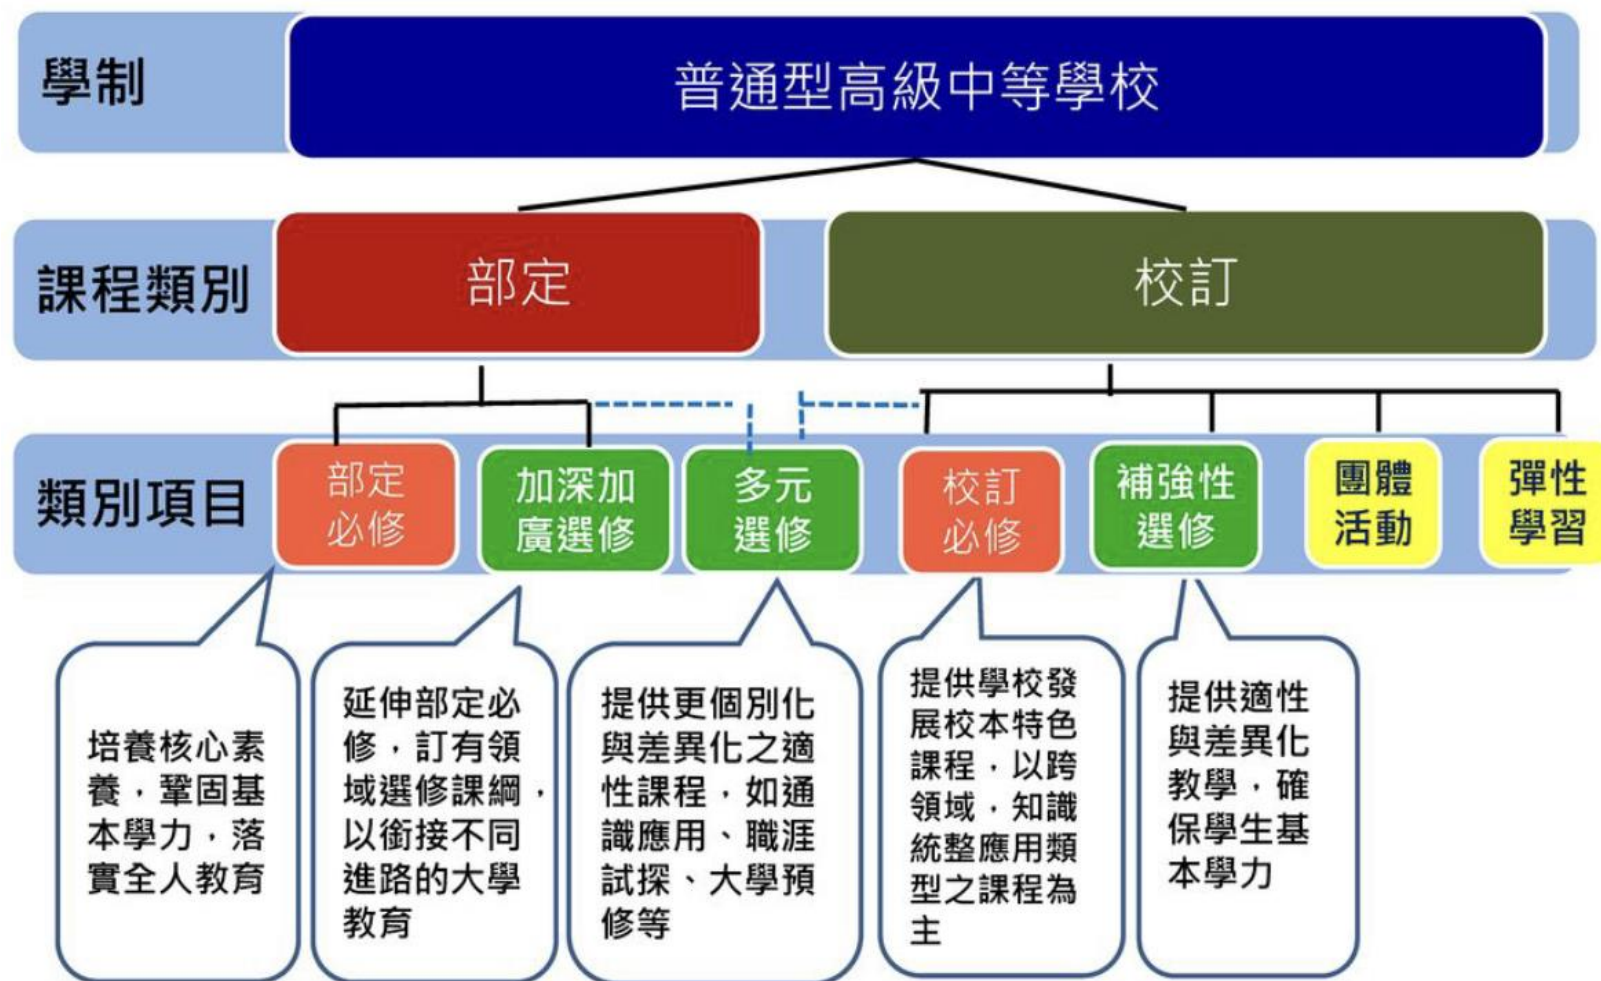 學制
普通型高級中等學校
課程類別
部定
校訂
類別項目
部定
必修
加深加
廣選修
多元
選修
校訂
必修
補強性
選修
團體
活動
彈性
學習
培養核心素
養，鞏固基
本學力，落
實全人教育
延伸部定必
修，訂有領
域選修課綱，
以銜接不同
進路的大學
教育
提供更個別化
與差異化之適
性課程，如通
識應用、職涯
試探、大學預
修等
提供學校發
展校本特色
課程，以跨
領域，知識
統整應用類
型之課程為
主
提供適性
與差異化
教學，確
保學生基
本學力